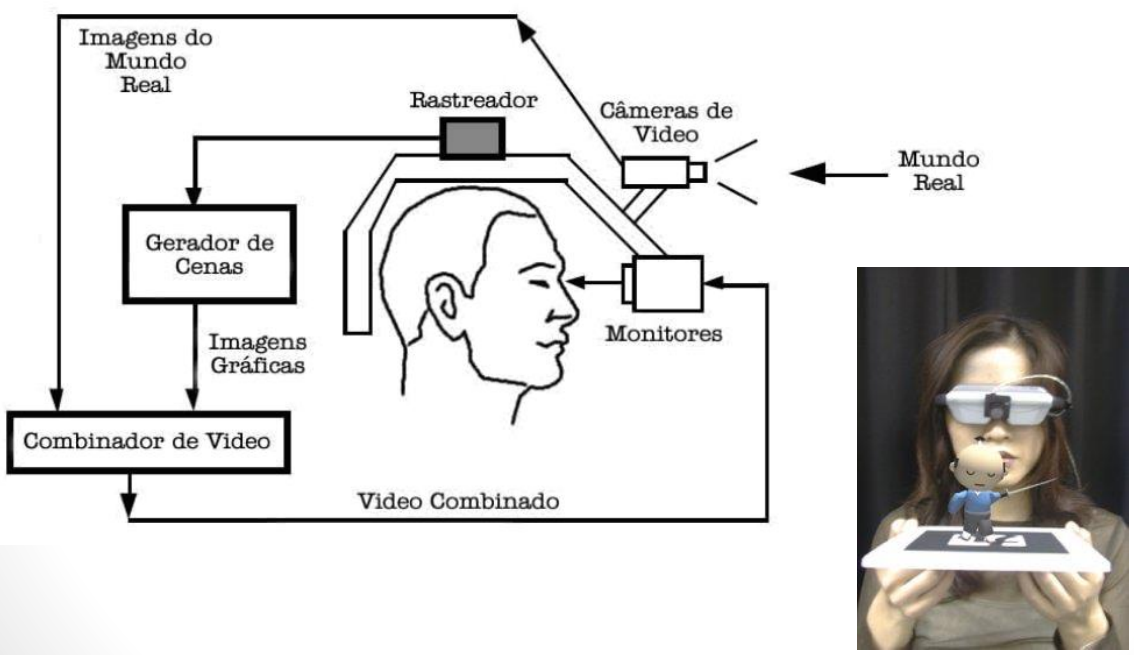 Imagens do
Mundo
Real
Rastreador
Câmeras de
Video
Mundo
Real
Gerador de
Cenas
Monitores
Imagens
Gráficas
Combinador de Video
Video Combinado